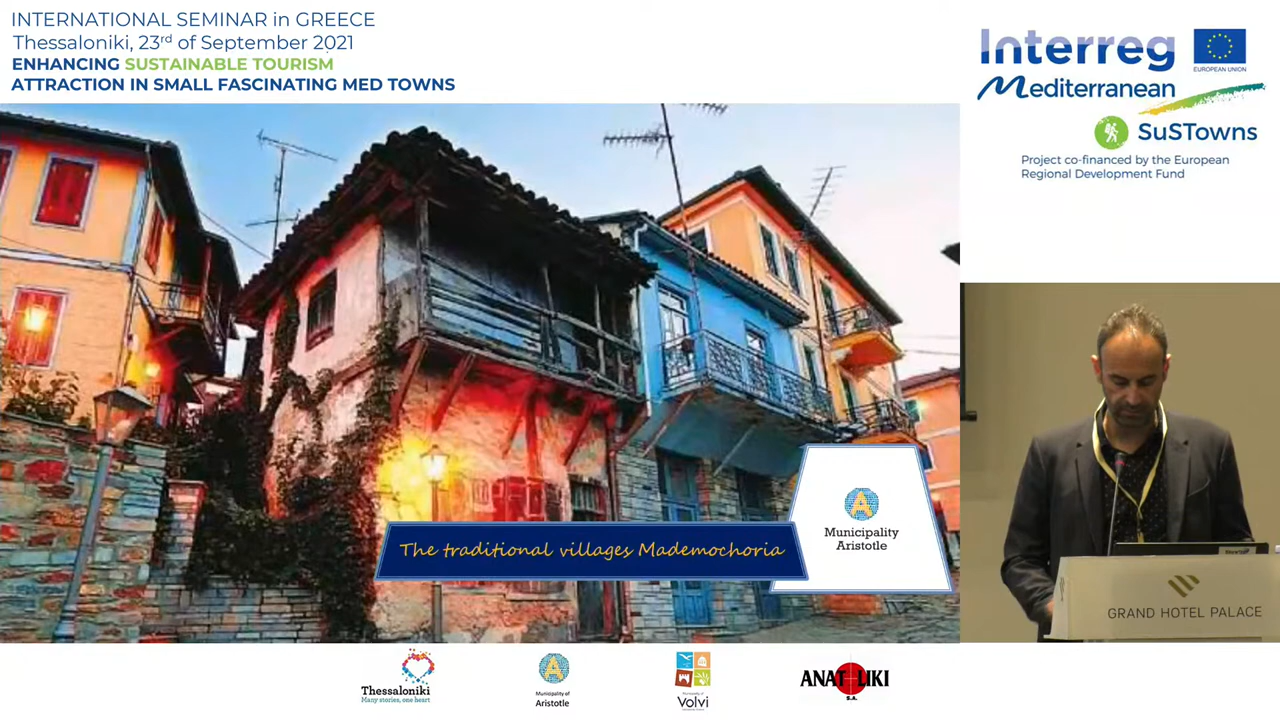 INTERNATIONAL SEMINAR in GREECE
Thessaloniki, 23rd of September 2021
ENHANCING SUSTAINABLE TOURISM
ATTRACTION IN SMALL FASCINATING MED TOWNS
Interreg
EUROPEAN UNION
Mediterranean
SuSTowns
Project co-financed by the European
Regional Development Fund
The traditional villages Mademochoria
A
Municipality
Aristotle
GRAND HOTEL PALACE
Thessaloniki
Many stories, one heart
A
Municipality of
Aristotle
Municipality of
Volvi
ANATOLIKI
S.A.